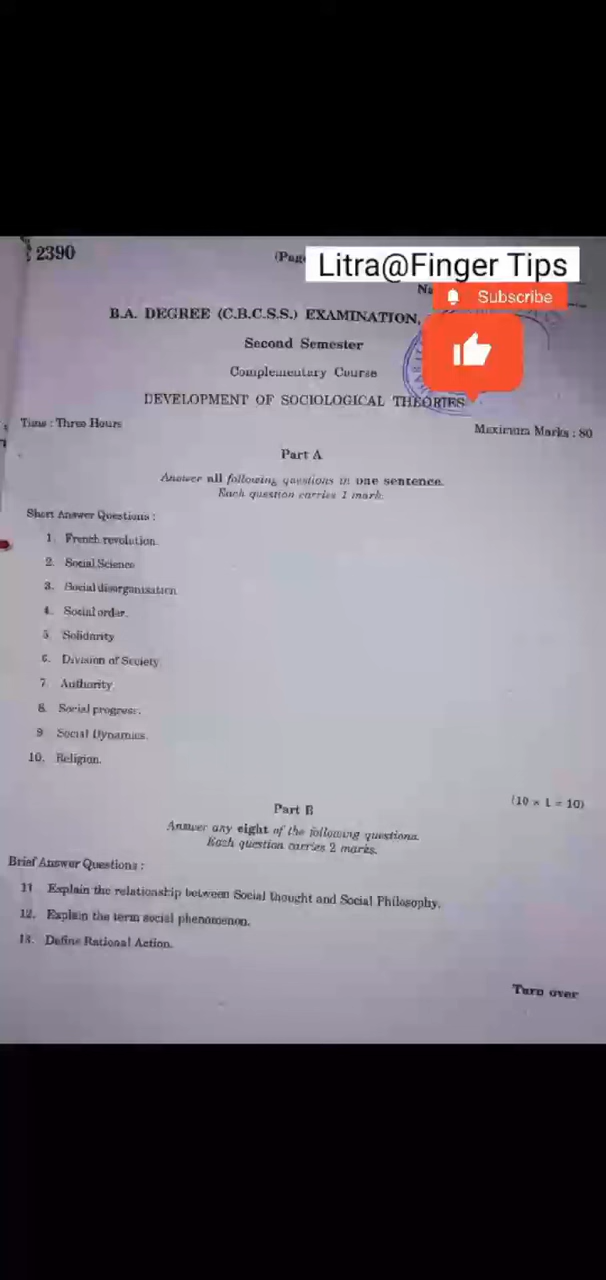 2390
(Page
Litra@Finger Tips
Na
Subscribe
B.A. DEGREE (C.B.C.S.S.) EXAMINATION,
Second Semester
Complementary Course
DEVELOPMENT OF SOCIOLOGICAL THEORIES
Time : Three Hours
Maximum Marks : 80
Part A
Answer all following questions in one sentence.
Each question carries 1 mark.
Short Answer Questions :
1. French revolution.
2. Social Science
3. Social disorganisation
4. Social order.
5. Solidarity
6. Division of Society
7. Authority.
8. Social progress.
9. Social Dynamics.
10. Religion.
(10 × 1 = 10)
Part B
Answer any eight of the following questions.
Each question carries 2 marks.
Brief Answer Questions :
11. Explain the relationship between Social thought and Social Philosophy.
12. Explain the term social phenomenon.
13. Define Rational Action.
Turn over